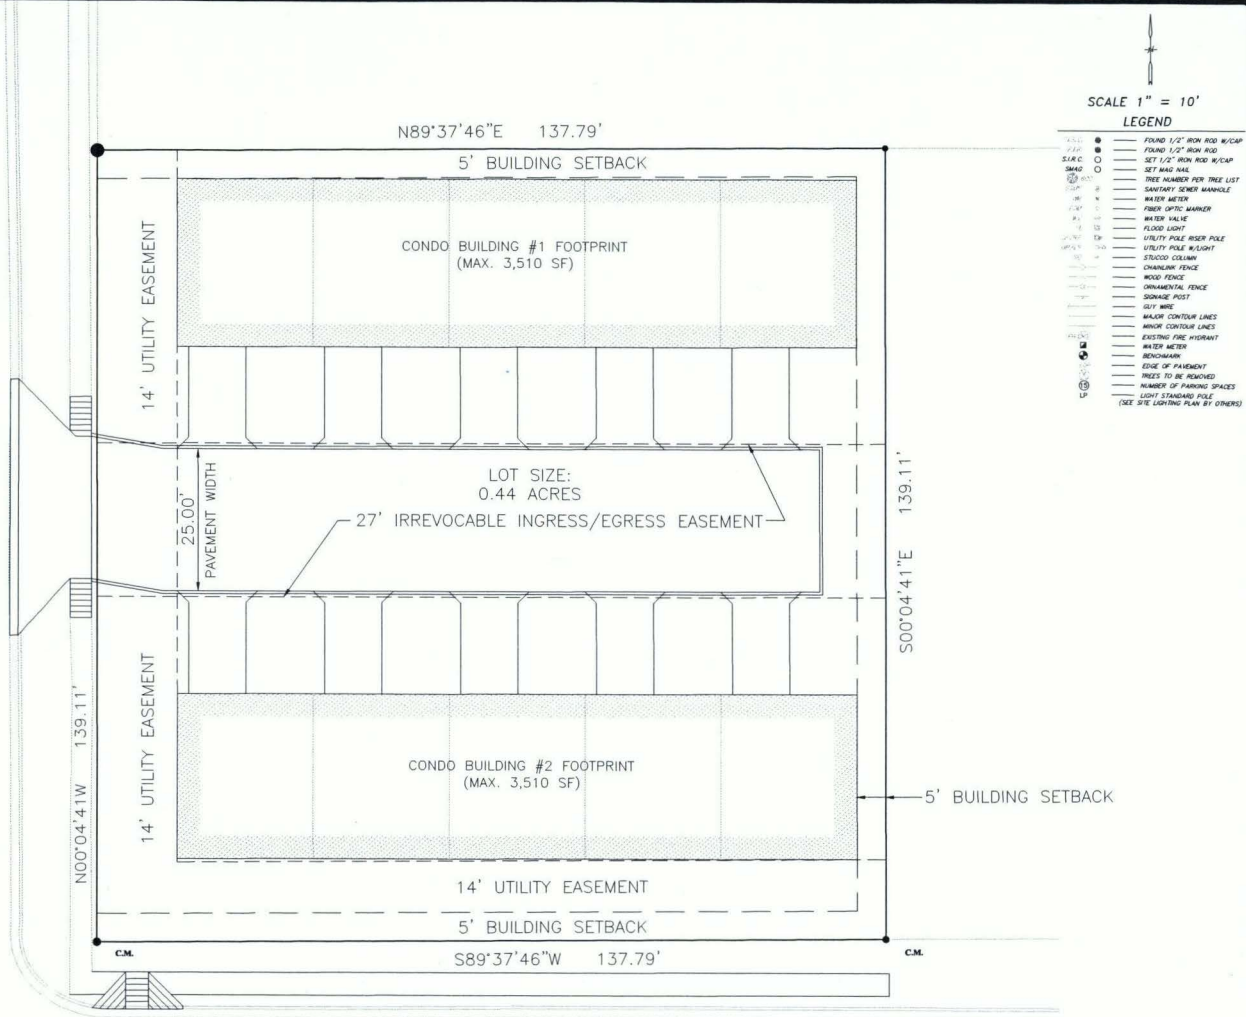 SCALE 1" = 10'
LEGEND
FOUND 1/2" IRON ROD W/CAP
FOUND 1/2" IRON ROD
S.I.R.C. SET 1/2" IRON ROD W/CAP
SMAG SET MAG NAIL
TREE NUMBER PER TREE LIST
SANITARY SEWER MANHOLE
WATER METER
FIBER OPTIC MARKER
WATER VALVE
FLOOD LIGHT
UTILITY POLE RISER POLE
UTILITY POLE W/LIGHT
STUCCO COLUMN
CHAINLINK FENCE
WOOD FENCE
ORNAMENTAL FENCE
SIGNAGE POST
GUY WIRE
MAJOR CONTOUR LINES
MINOR CONTOUR LINES
EXISTING FIRE HYDRANT
WATER METER
BENCHMARK
EDGE OF PAVEMENT
TREES TO BE REMOVED
15 NUMBER OF PARKING SPACES
LP LIGHT STANDARD POLE
(SEE SITE LIGHTING PLAN BY OTHERS)
N89°37'46"E 137.79'
5' BUILDING SETBACK
CONDO BUILDING #1 FOOTPRINT
(MAX. 3,510 SF)
14' UTILITY EASEMENT
LOT SIZE:
0.44 ACRES
27' IRREVOCABLE INGRESS/EGRESS EASEMENT
25.00'
PAVEMENT WIDTH
S00°04'41"E 139.11'
N00°04'41W 139.11'
14' UTILITY EASEMENT
CONDO BUILDING #2 FOOTPRINT
(MAX. 3,510 SF)
5' BUILDING SETBACK
14' UTILITY EASEMENT
5' BUILDING SETBACK
C.M.
S89°37'46"W 137.79'
C.M.